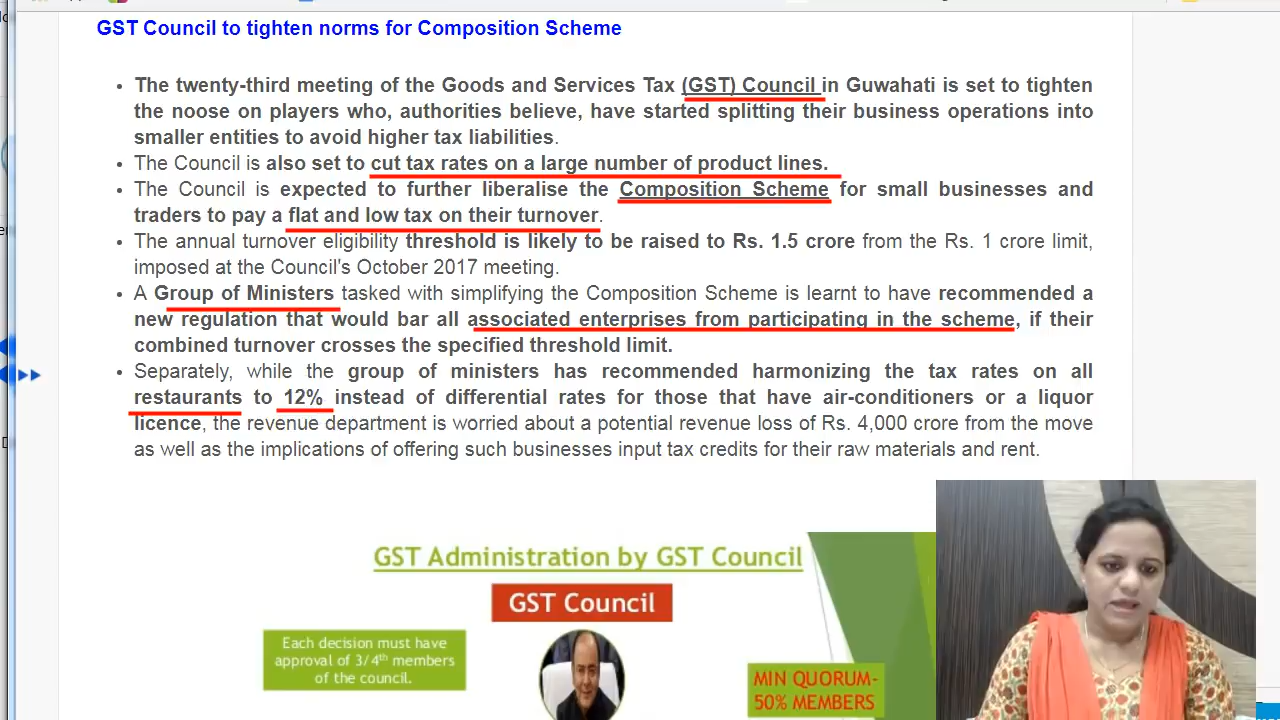 GST Council to tighten norms for Composition Scheme
• The twenty-third meeting of the Goods and Services Tax (GST) Council in Guwahati is set to tighten
the noose on players who, authorities believe, have started splitting their business operations into
smaller entities to avoid higher tax liabilities.
• The Council is also set to cut tax rates on a large number of product lines.
• The Council is expected to further liberalise the Composition Scheme for small businesses and
traders to pay a flat and low tax on their turnover.
• The annual turnover eligibility threshold is likely to be raised to Rs. 1.5 crore from the Rs. 1 crore limit,
imposed at the Council's October 2017 meeting.
• A Group of Ministers tasked with simplifying the Composition Scheme is learnt to have recommended a
new regulation that would bar all associated enterprises from participating in the scheme, if their
combined turnover crosses the specified threshold limit.
• Separately, while the group of ministers has recommended harmonizing the tax rates on all
restaurants to 12% instead of differential rates for those that have air-conditioners or a liquor
licence, the revenue department is worried about a potential revenue loss of Rs. 4,000 crore from the move
as well as the implications of offering such businesses input tax credits for their raw materials and rent.
GST Administration by GST Council
GST Council
Each decision must have
approval of 3/4th members
of the council.
MIN QUORUM-
50% MEMBERS